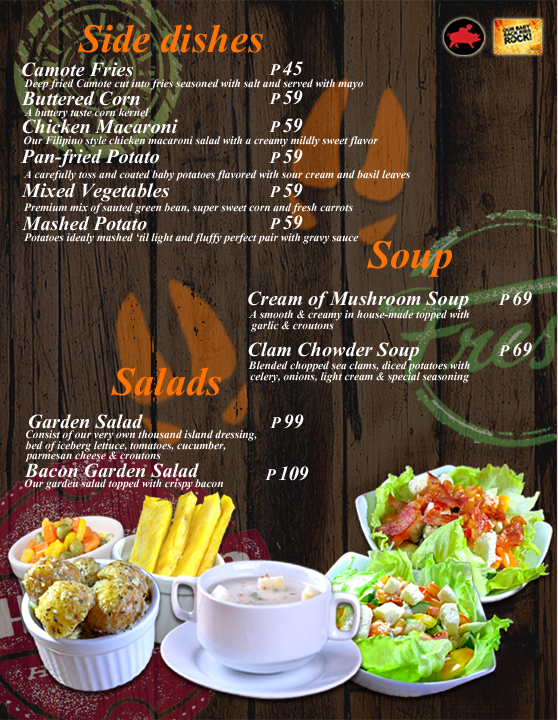 OUR BABY
BACK RIBS
ROCK!
Side dishes
Camote Fries P 45
Deep fried Camote cut into fries seasoned with salt and served with mayo
Buttered Corn P 59
A buttery taste corn kernel
Chicken Macaroni P 59
Our Filipino style chicken macaroni salad with a creamy mildly sweet flavor
Pan-fried Potato P 59
A carefully toss and coated baby potatoes flavored with sour cream and basil leaves
Mixed Vegetables P 59
Premium mix of sauted green bean, super sweet corn and fresh carrots
Mashed Potato P 59
Potatoes idealy mashed 'til light and fluffy perfect pair with gravy sauce
Soup
Cream of Mushroom Soup P 69
A smooth & creamy in house-made topped with
garlic & croutons
Clam Chowder Soup P 69
Blended chopped sea clams, diced potatoes with
celery, onions, light cream & special seasoning
Fres
Salads
Garden Salad P 99
Consist of our very own thousand island dressing,
bed of iceberg lettuce, tomatoes, cucumber,
parmesan cheese & croutons
Bacon Garden Salad P 109
Our garden salad topped with crispy bacon